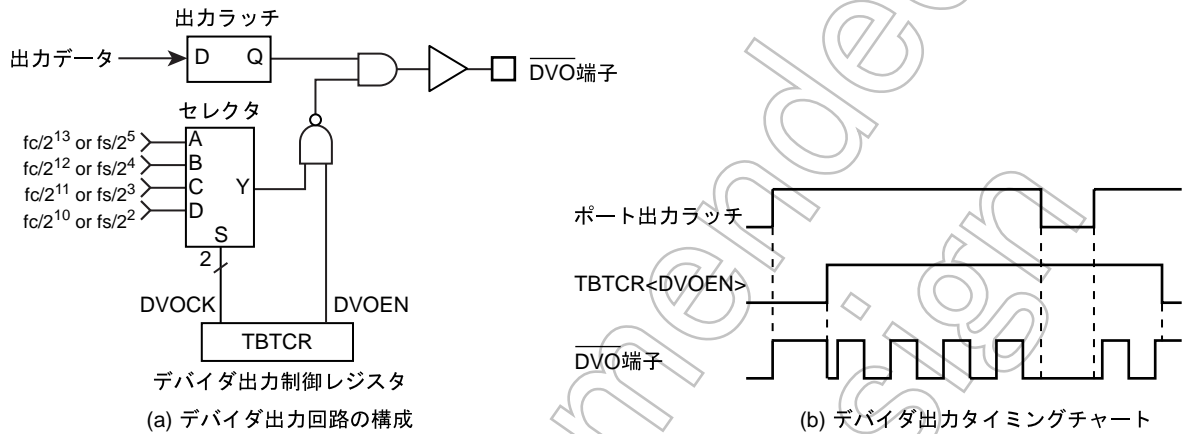 出力ラッチ
出力データ
D Q
DVO端子
セレクタ
fc/2^13 or fs/2^5
fc/2^12 or fs/2^4
fc/2^11 or fs/2^3
fc/2^10 or fs/2^2
A
B
C
D
Y
S
2
DVOCK
DVOEN
TBTCR
デバイダ出力制御レジスタ
(a) デバイダ出力回路の構成
ポート出力ラッチ
TBTCR<DVOEN>
DVO端子
(b) デバイダ出力タイミングチャート